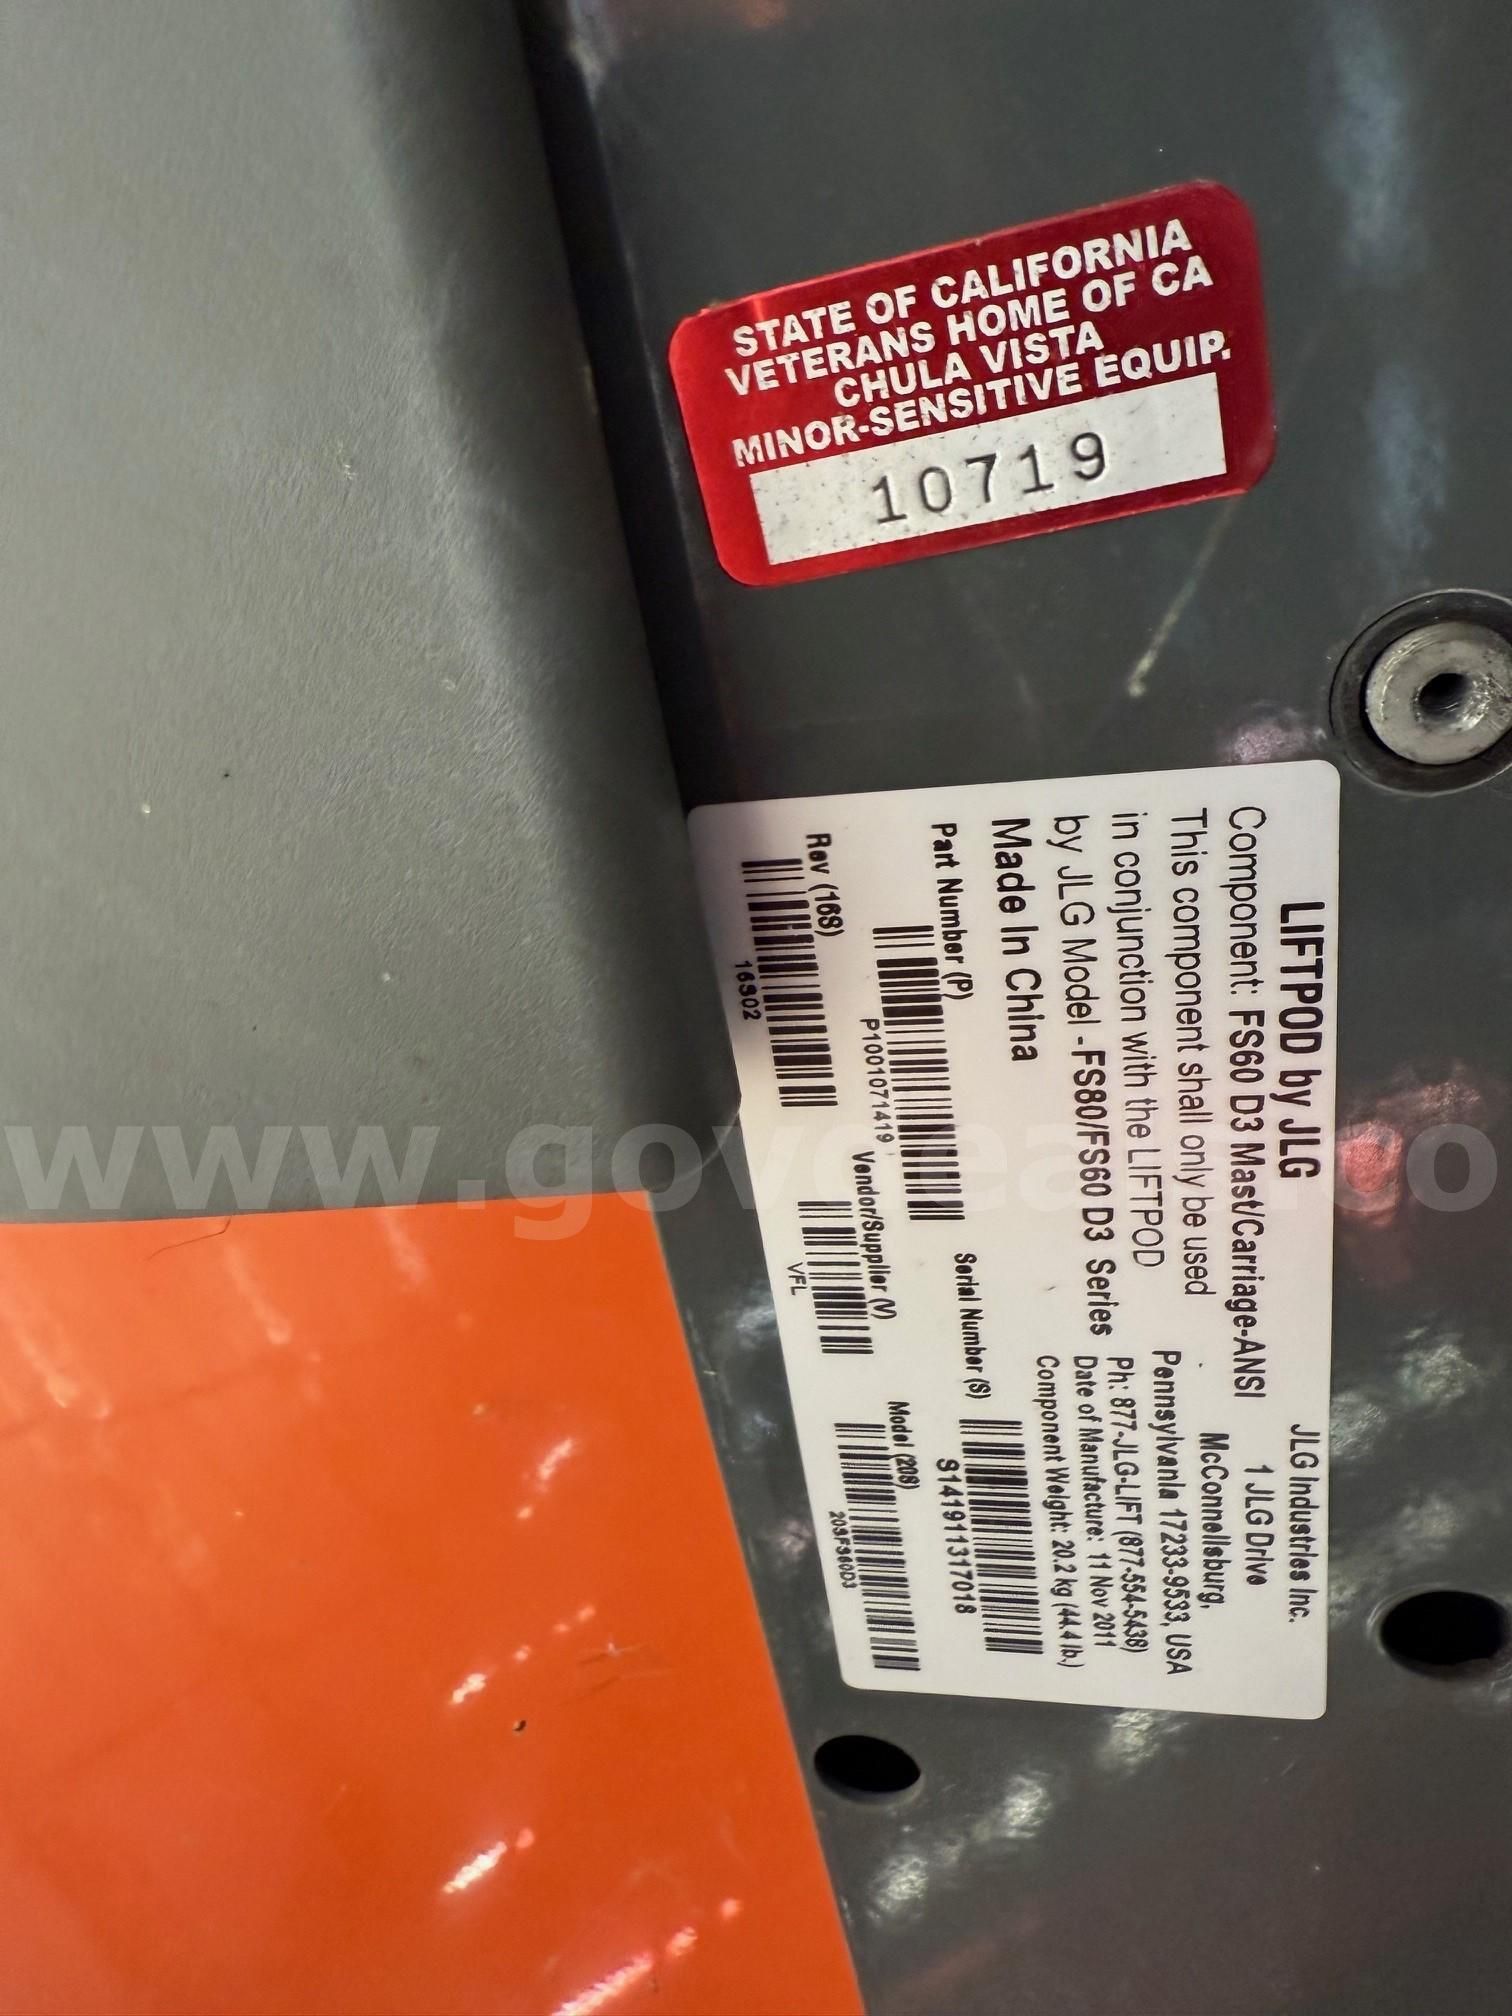 STATE OF CALIFORNIA
VETERANS HOME OF CA
CHULA VISTA
MINOR-SENSITIVE EQUIP.
10719
LIFTPOD by JLG
Component: FS60 D3 Mast/Carriage-ANSI
This component shall only be used
in conjunction with the LIFTPOD
by JLG Model -FS80/FS60 D3 Series
Made In China
JLG Industries Inc.
1 JLG Drive
McConnellsburg,
Pennsylvania 17233-9533, USA
Ph: 877-JLG-LIFT (877-554-5438)
Date of Manufacture: 11 Nov 2011
Component Weight: 20.2 kg (44.4 lb.)
Part Number (P)
P1001071419
Serial Number (S)
S141911317018
Rev (16S)
16S02
Vendor/Supplier (V)
VFL
Model (20S)
20SFS60D3